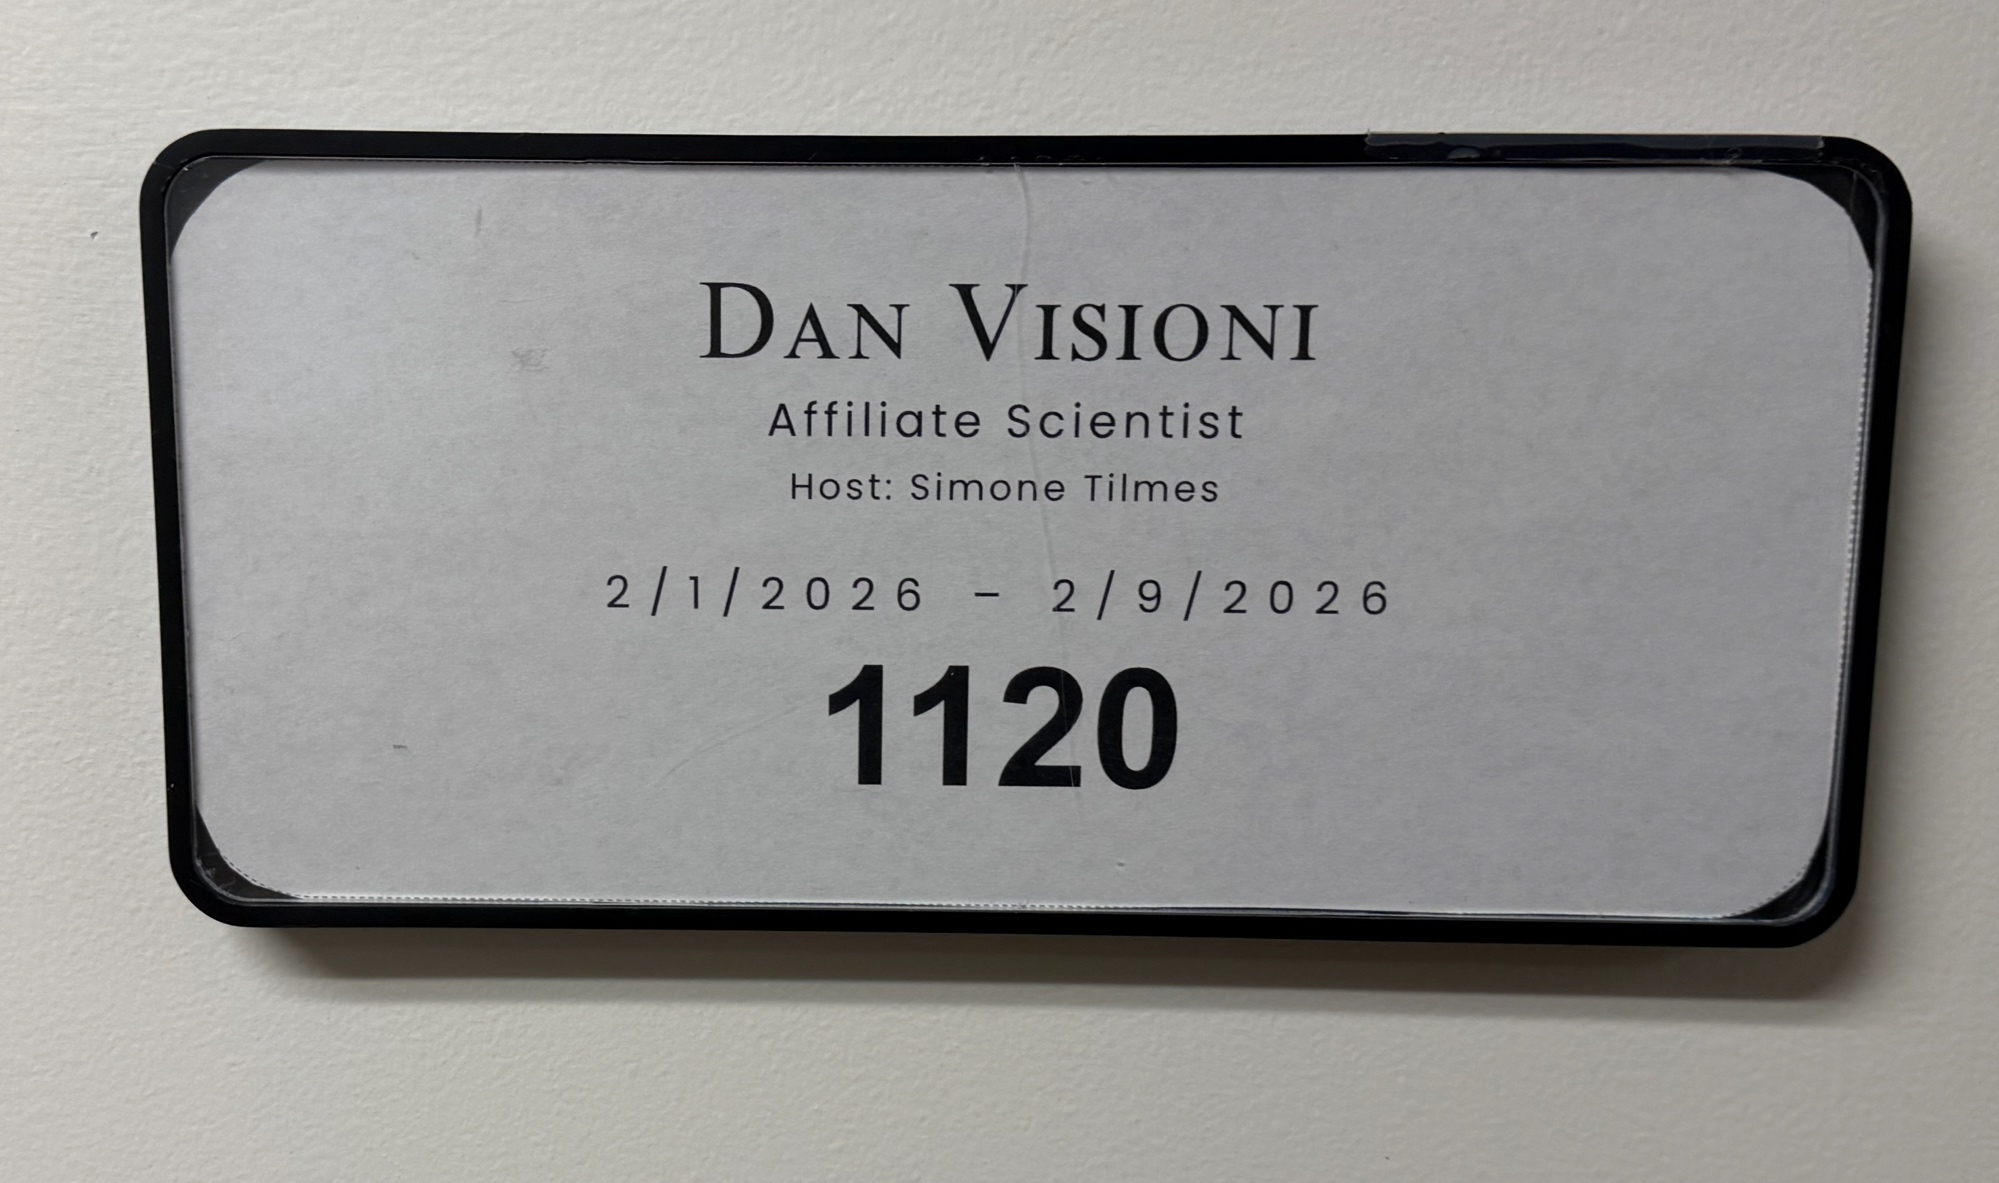 DAN VISIONI
Affiliate Scientist
Host: Simone Tilmes
2/1/2026 – 2/9/2026
1120